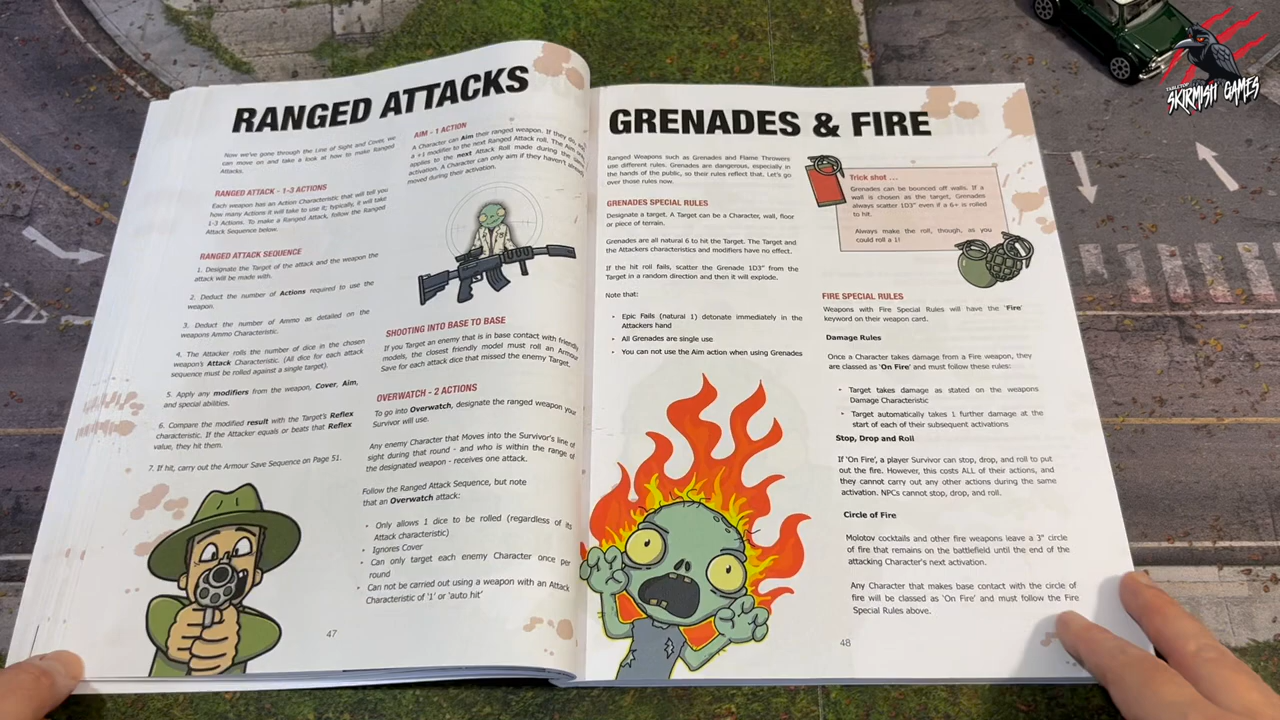 RANGED ATTACKS
Now we've gone through the Line of Sight and Cover, we
can move on and take a look at how to make Ranged
Attacks.
RANGED ATTACK - 1-3 ACTIONS
Each weapon has an Action Characteristic that will tell you
how many Actions it will take to use it; typically, it will take
1-3 Actions. To make a Ranged Attack, follow the Ranged
Attack Sequence below.
RANGED ATTACK SEQUENCE
1. Designate the Target of the attack and the weapon the
attack will be made with.
2. Deduct the number of Actions required to use the
weapon.
3. Deduct the number of Ammo as detailed on the
weapons Ammo Characteristic.
4. The Attacker rolls the number of dice in the chosen
weapon's Attack Characteristic. (All dice for each attack
sequence must be rolled against a single target).
5. Apply any modifiers from the weapon, Cover, Aim,
and special abilities.
6. Compare the modified result with the Target's Reflex
characteristic. If the Attacker equals or beats that Reflex
value, they hit them.
7. If hit, carry out the Armour Save Sequence on Page 51.
AIM - 1 ACTION
A Character can Aim their ranged weapon. If they do,
a +1 modifier to the next Ranged Attack roll. The Aim
applies to the next Attack Roll made during the
activation. A Character can only aim if they haven't already
moved during their activation.
SHOOTING INTO BASE TO BASE
If you Target an enemy that is in base contact with friendly
models, the closest friendly model must roll an Armour
Save for each attack dice that missed the enemy Target.
OVERWATCH - 2 ACTIONS
To go into Overwatch, designate the ranged weapon your
Survivor will use.
Any enemy Character that Moves into the Survivor's line of
sight during that round - and who is within the range of
the designated weapon - receives one attack.
Follow the Ranged Attack Sequence, but note
that an Overwatch attack:
• Only allows 1 dice to be rolled (regardless of its
Attack characteristic)
• Ignores Cover
• Can only target each enemy Character once per
round
• Can not be carried out using a weapon with an Attack
Characteristic of '1' or 'auto hit'
47
GRENADES & FIRE
Ranged Weapons such as Grenades and Flame Throwers
use different rules. Grenades are dangerous, especially in
the hands of the public, so their rules reflect that. Let's go
over those rules now.
GRENADES SPECIAL RULES
Designate a target. A Target can be a Character, wall, floor
or piece of terrain.
Grenades are all natural 6 to hit the Target. The Target and
the Attackers characteristics and modifiers have no effect.
If the hit roll fails, scatter the Grenade 1D3" from the
Target in a random direction and then it will explode.
Note that:
• Epic Fails (natural 1) detonate immediately in the
Attackers hand
• All Grenades are single use
• You can not use the Aim action when using Grenades
Trick shot ...
Grenades can be bounced off walls. If a
wall is chosen as the target, Grenades
always scatter 1D3" even if a 6+ is rolled
to hit.
Always make the roll, though, as you
could roll a 1!
FIRE SPECIAL RULES
Weapons with Fire Special Rules will have the 'Fire'
keyword on their weapon card.
Damage Rules
Once a Character takes damage from a Fire weapon, they
are classed as 'On Fire' and must follow these rules:
• Target takes damage as stated on the weapons
Damage Characteristic
• Target automatically takes 1 further damage at the
start of each of their subsequent activations
Stop, Drop and Roll
If 'On Fire', a player Survivor can stop, drop, and roll to put
out the fire. However, this costs ALL of their actions, and
they cannot carry out any other actions during the same
activation. NPCs cannot stop, drop, and roll.
Circle of Fire
Molotov cocktails and other fire weapons leave a 3" circle
of fire that remains on the battlefield until the end of the
attacking Character's next activation.
Any Character that makes base contact with the circle of
fire will be classed as 'On Fire' and must follow the Fire
Special Rules above.
48
TABLETOP
SKIRMISH GAMES